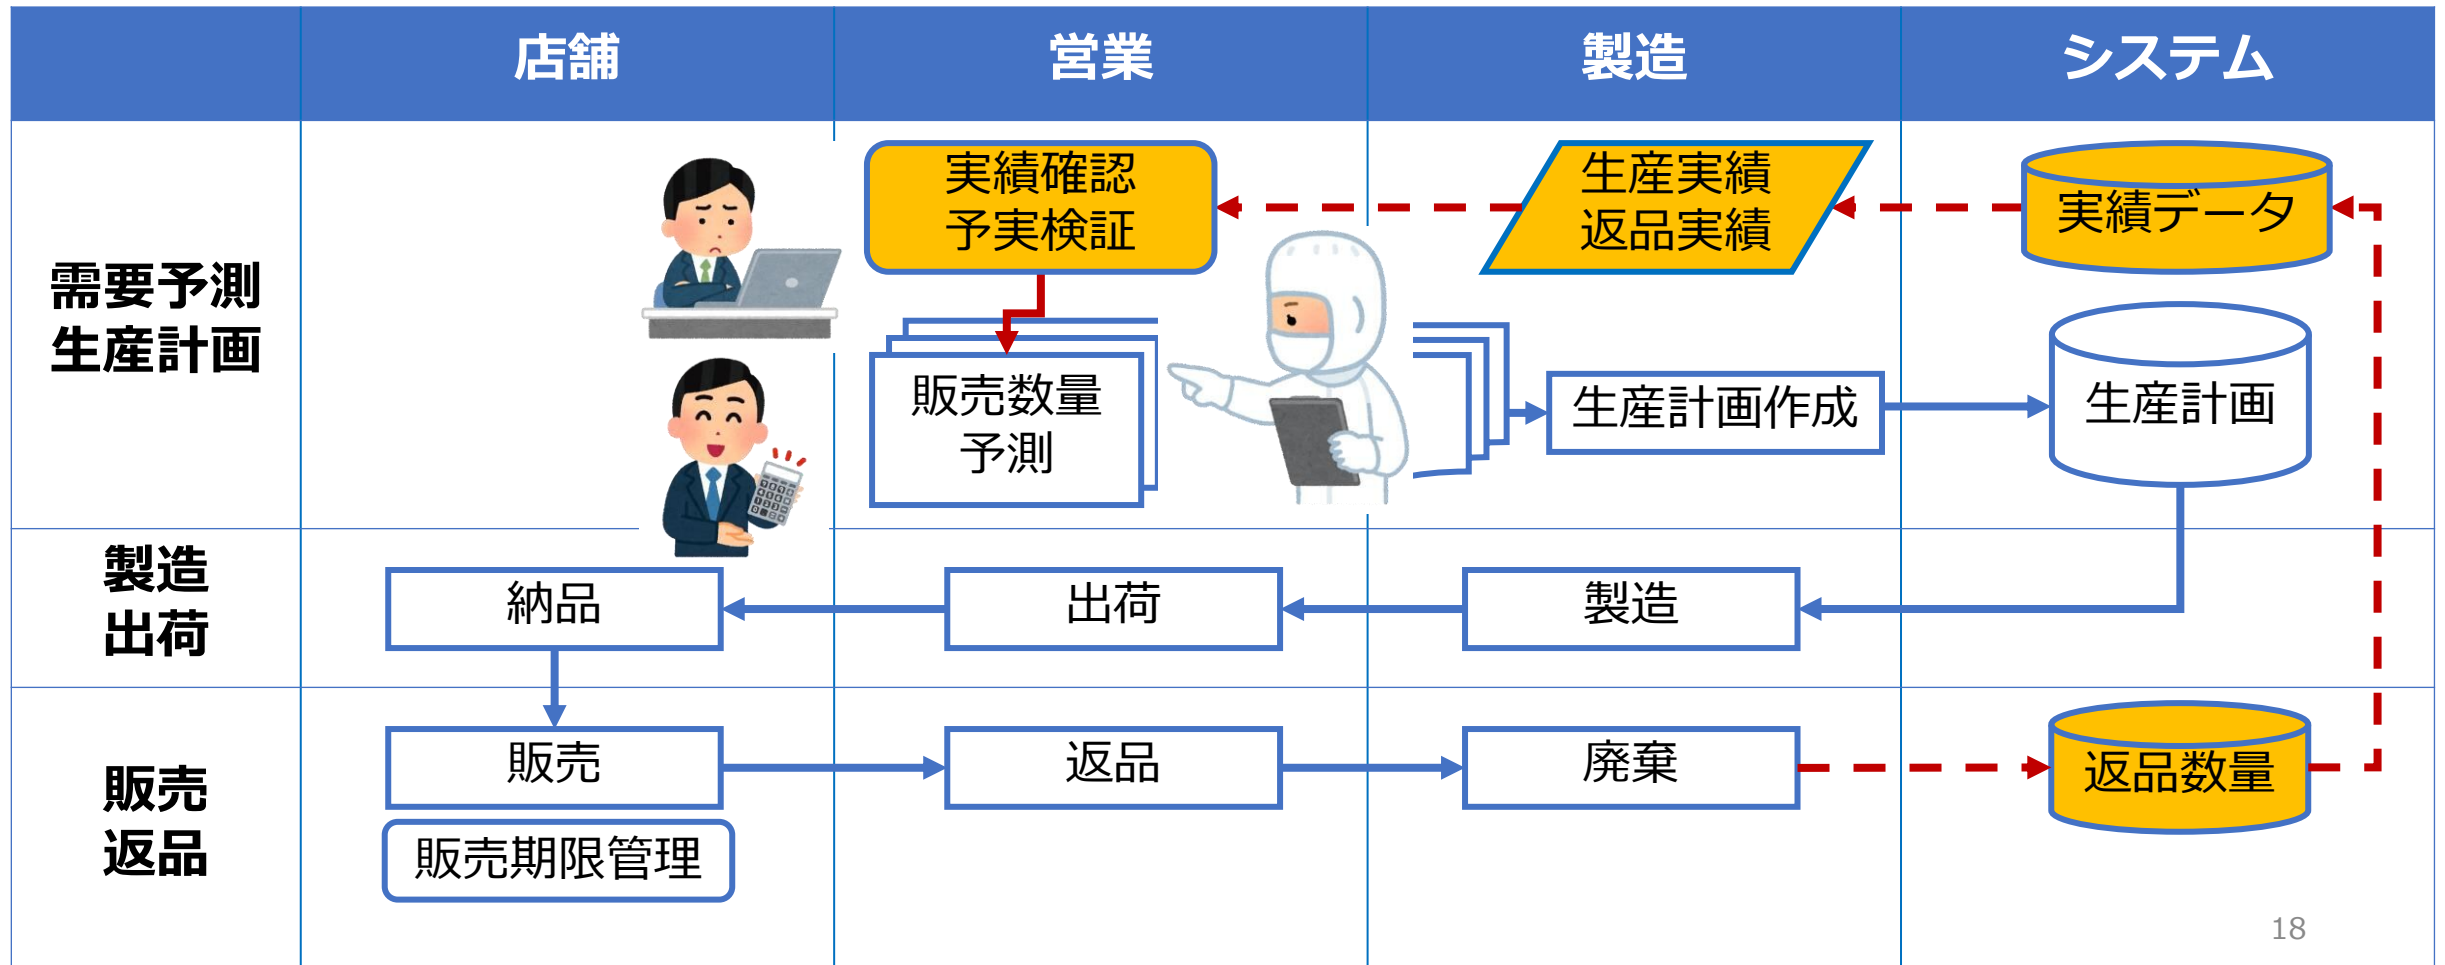 店舗
営業
製造
システム
需要予測
生産計画
実績確認
予実検証
生産実績
返品実績
実績データ
販売数量
予測
生産計画作成
生産計画
製造
出荷
納品
出荷
製造
販売
返品
販売
返品
廃棄
返品数量
販売期限管理
18